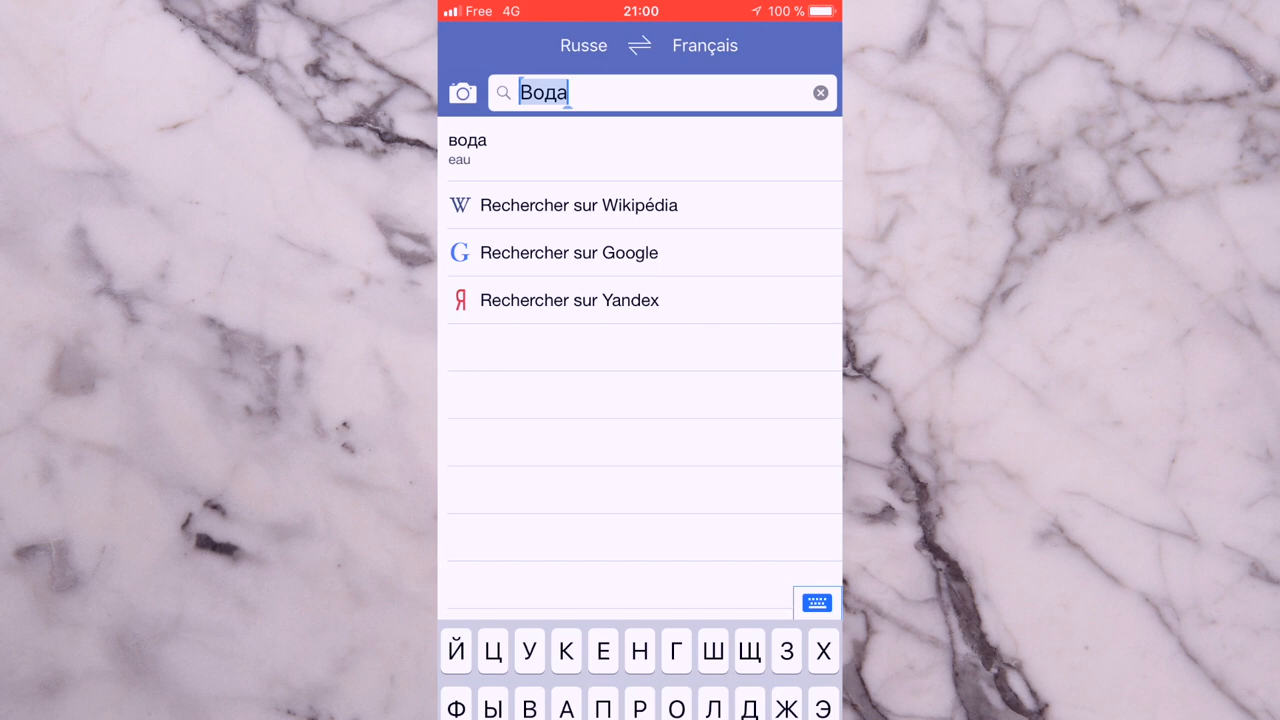 Free 4G 21:00 100 %
Russe Français
Вода
вода
eau
W Rechercher sur Wikipédia
G Rechercher sur Google
Я Rechercher sur Yandex
Й Ц У К Е Н Г Ш Щ З Х
Ф Ы В А П Р О Л Д Ж Э